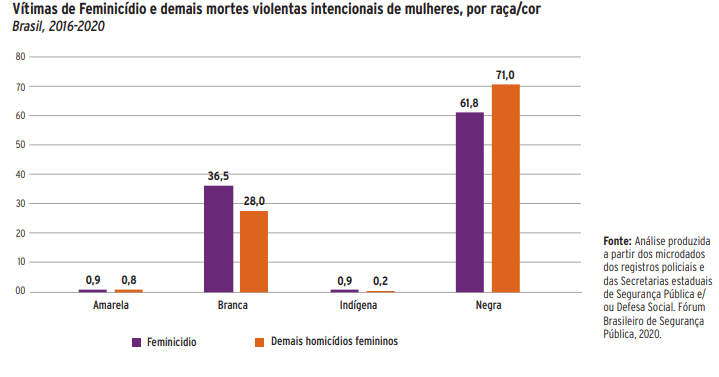 Vítimas de Feminicídio e demais mortes violentas intencionais de mulheres, por raça/cor
Brasil, 2016-2020
80
70
60
50
40
30
20
10
00
0,9
0,8
36,5
28,0
0,9
0,2
61,8
71,0
Amarela
Branca
Indígena
Negra
Feminicidio
Demais homicídios femininos
Fonte: Análise produzida
a partir dos microdados
dos registros policiais e
das Secretarias estaduais
de Segurança Pública e/
ou Defesa Social. Fórum
Brasileiro de Segurança
Pública, 2020.